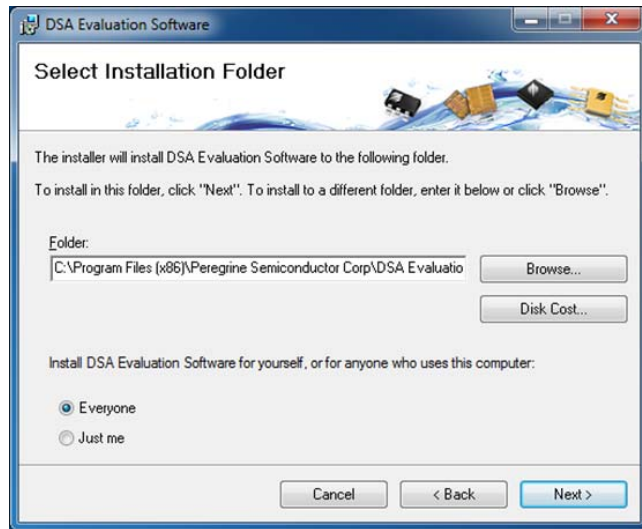 DSA Evaluation Software
Select Installation Folder
The installer will install DSA Evaluation Software to the following folder.
To install in this folder, click "Next". To install to a different folder, enter it below or click "Browse".
Folder:
C:\Program Files (x86)\Peregrine Semiconductor Corp\DSA Evaluatio
Browse...
Disk Cost...
Install DSA Evaluation Software for yourself, or for anyone who uses this computer:
Everyone
Just me
Cancel
< Back
Next >